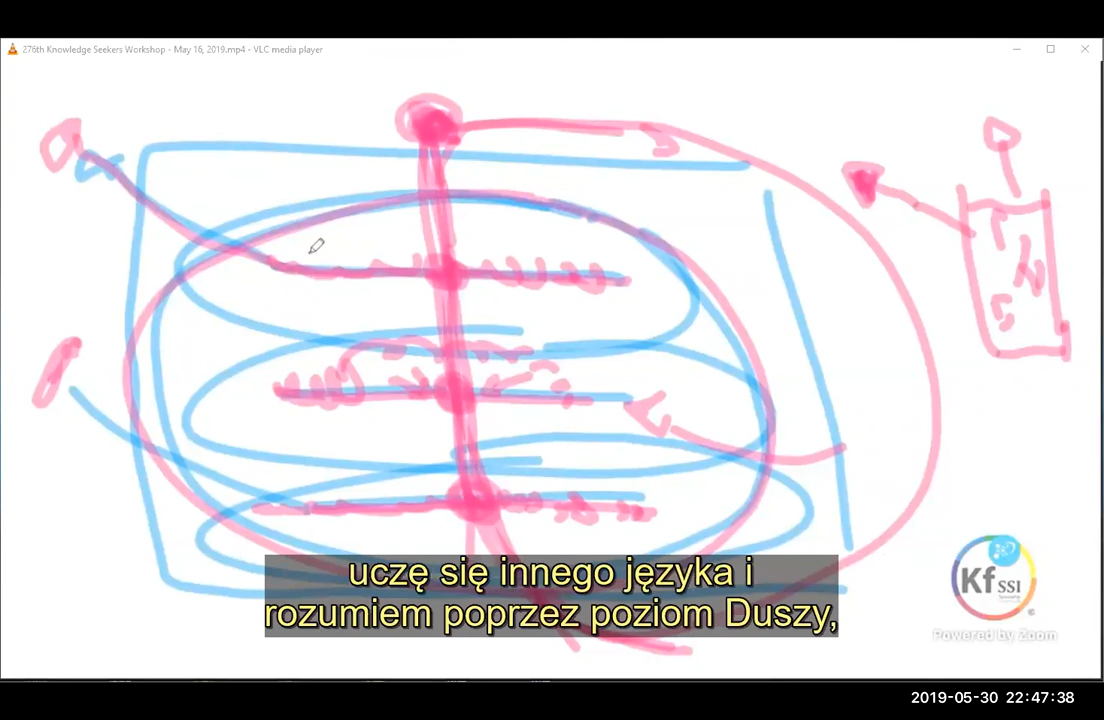 276th Knowledge Seekers Workshop - May 16, 2019.mp4 - VLC media player
uczę się innego języka i
rozumiem poprzez poziom Duszy,
Kf SSI
Powered by Zoom
2019-05-30 22:47:38